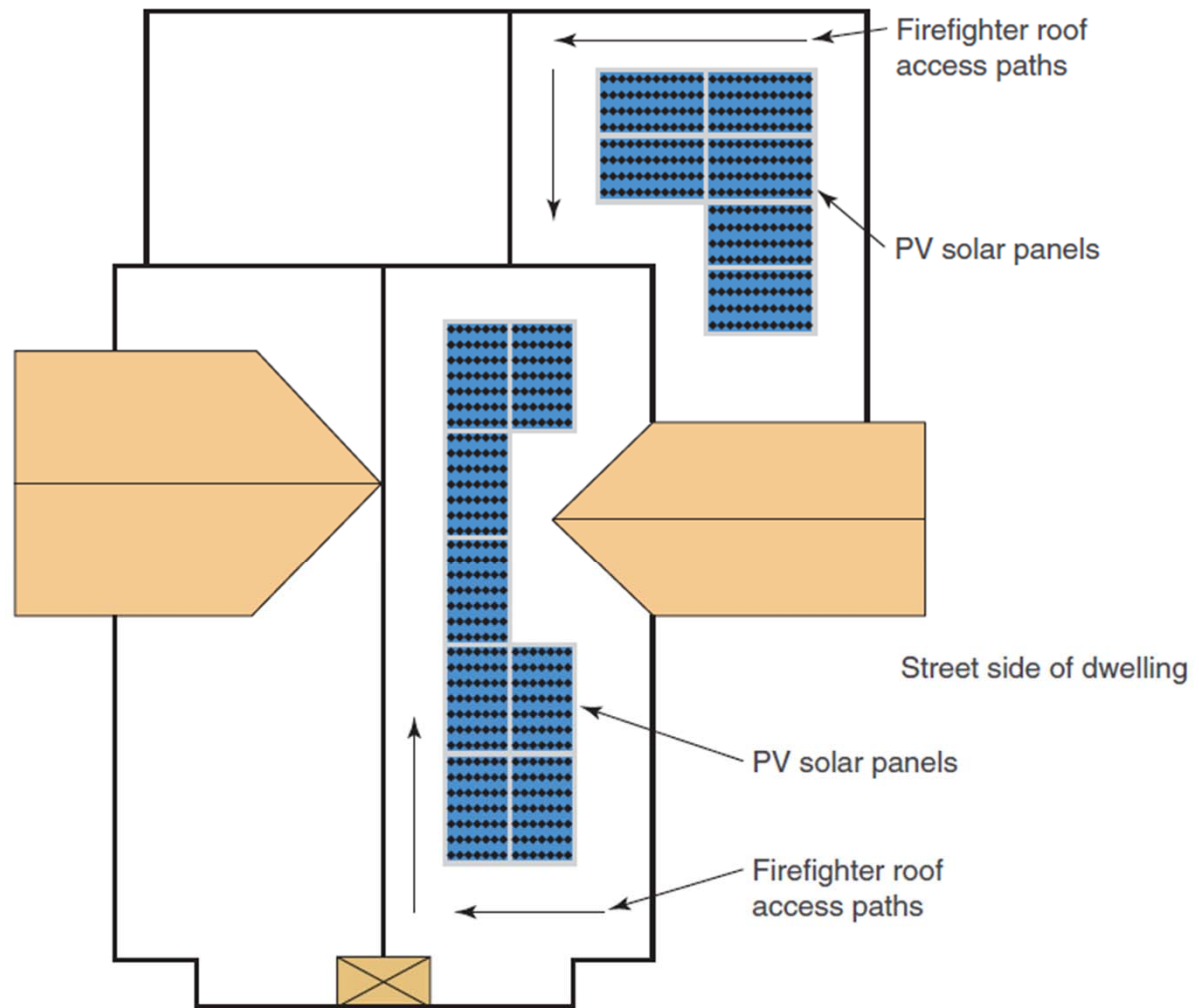 Firefighter roof
access paths
PV solar panels
Street side of dwelling
PV solar panels
Firefighter roof
access paths